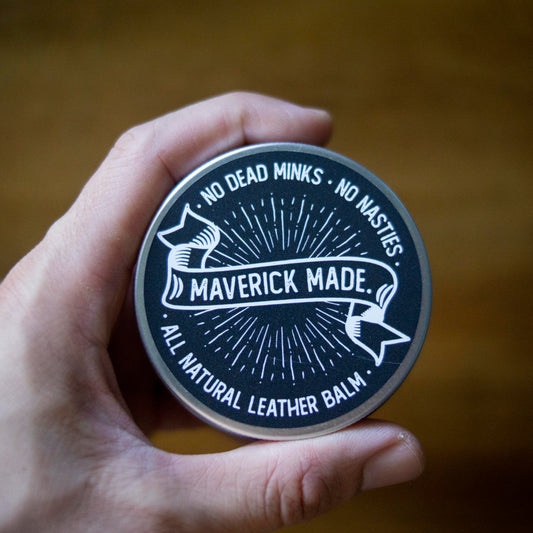 · NO DEAD MINKS · NO NASTIES ·
MAVERICK MADE.
· ALL NATURAL LEATHER BALM ·